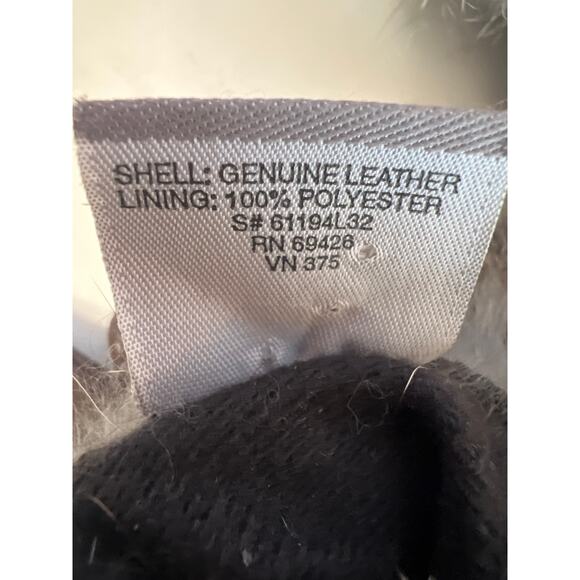 SHELL: GENUINE LEATHER
LINING: 100% POLYESTER
S# 61194L32
RN 69426
VN 375